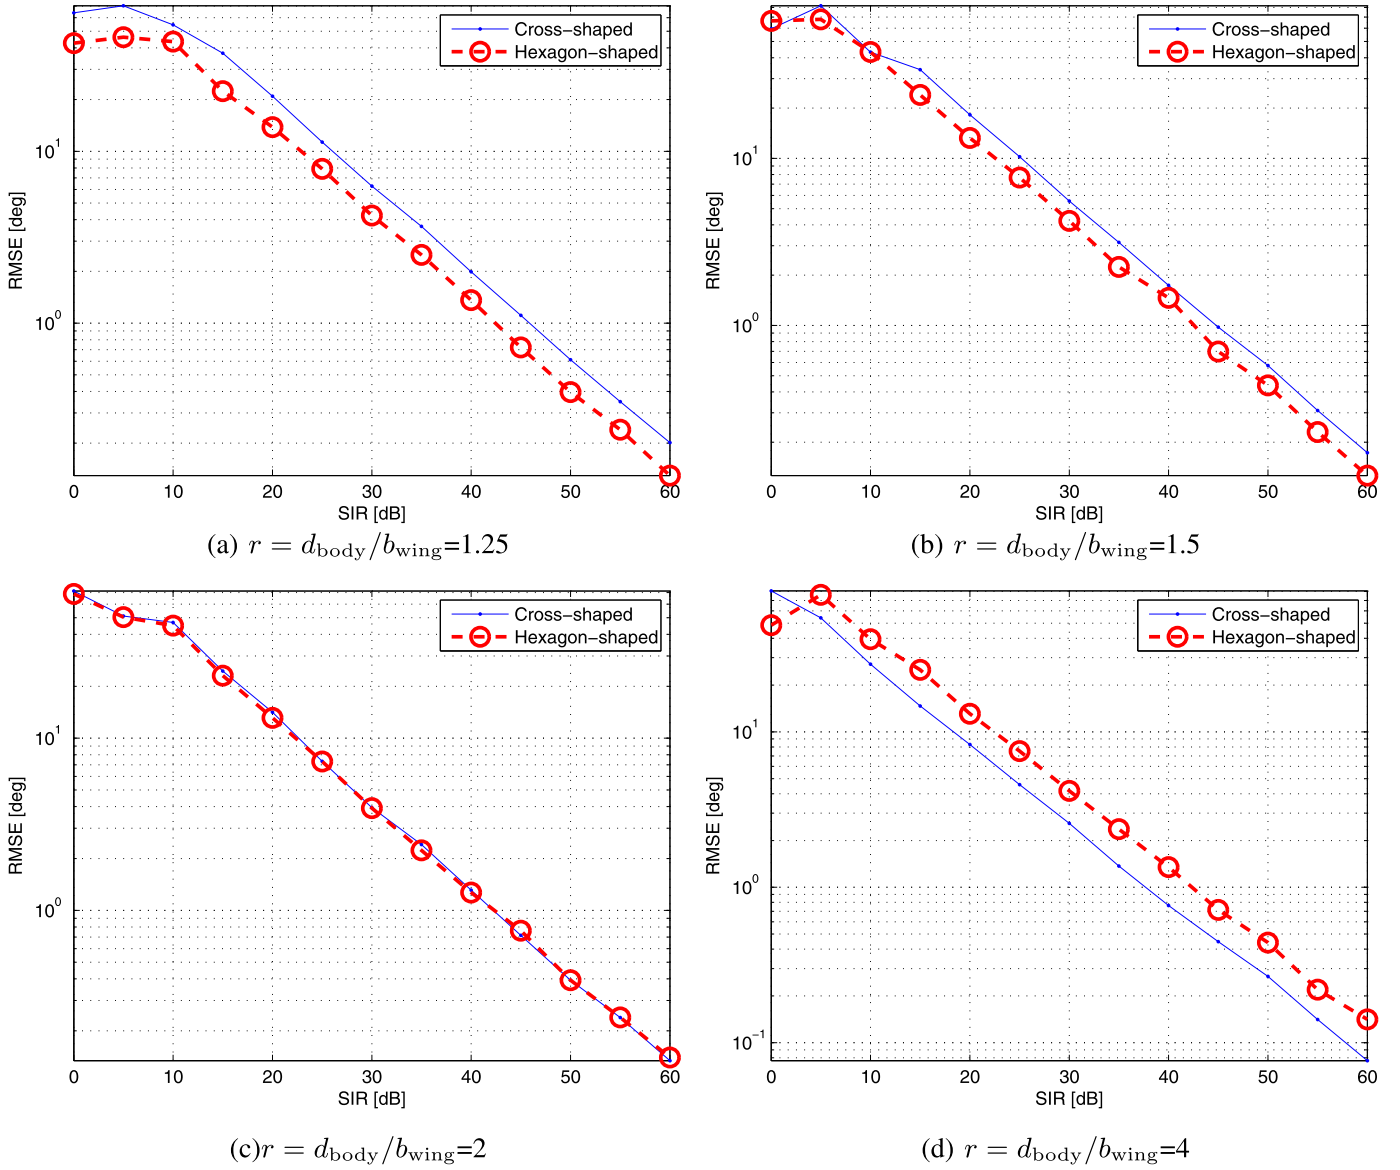 Cross-shaped
Hexagon-shaped
10^1
10^0
RMSE [deg]
0 10 20 30 40 50 60
SIR [dB]
(a) r = d_body/b_wing=1.25
Cross-shaped
Hexagon-shaped
10^1
10^0
RMSE [deg]
0 10 20 30 40 50 60
SIR [dB]
(b) r = d_body/b_wing=1.5
Cross-shaped
Hexagon-shaped
10^1
10^0
RMSE [deg]
0 10 20 30 40 50 60
SIR [dB]
(c)r = d_body/b_wing=2
Cross-shaped
Hexagon-shaped
10^1
10^0
10^-1
RMSE [deg]
0 10 20 30 40 50 60
SIR [dB]
(d) r = d_body/b_wing=4